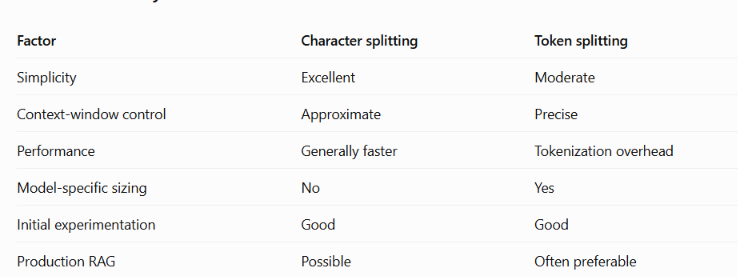 Factor Character splitting Token splitting
Simplicity Excellent Moderate
Context-window control Approximate Precise
Performance Generally faster Tokenization overhead
Model-specific sizing No Yes
Initial experimentation Good Good
Production RAG Possible Often preferable